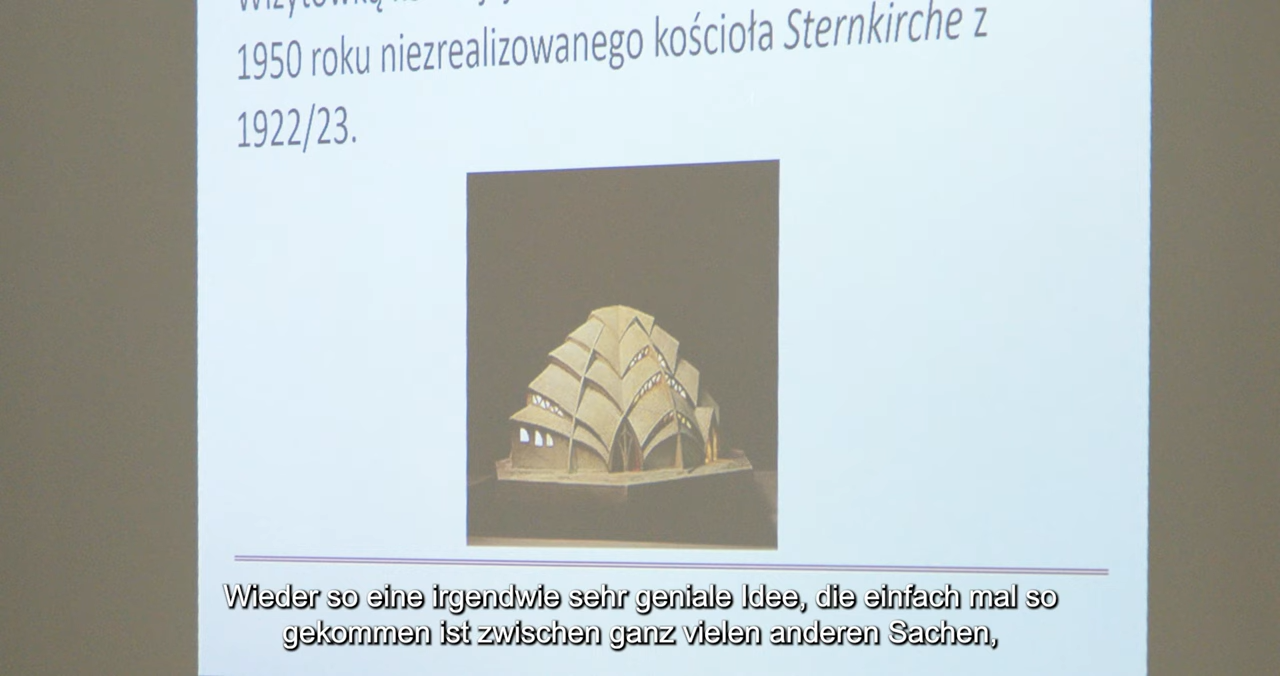 1950 roku niezrealizowanego kościoła Sternkirche z
1922/23.
Wieder so eine irgendwie sehr geniale Idee, die einfach mal so
gekommen ist zwischen ganz vielen anderen Sachen,